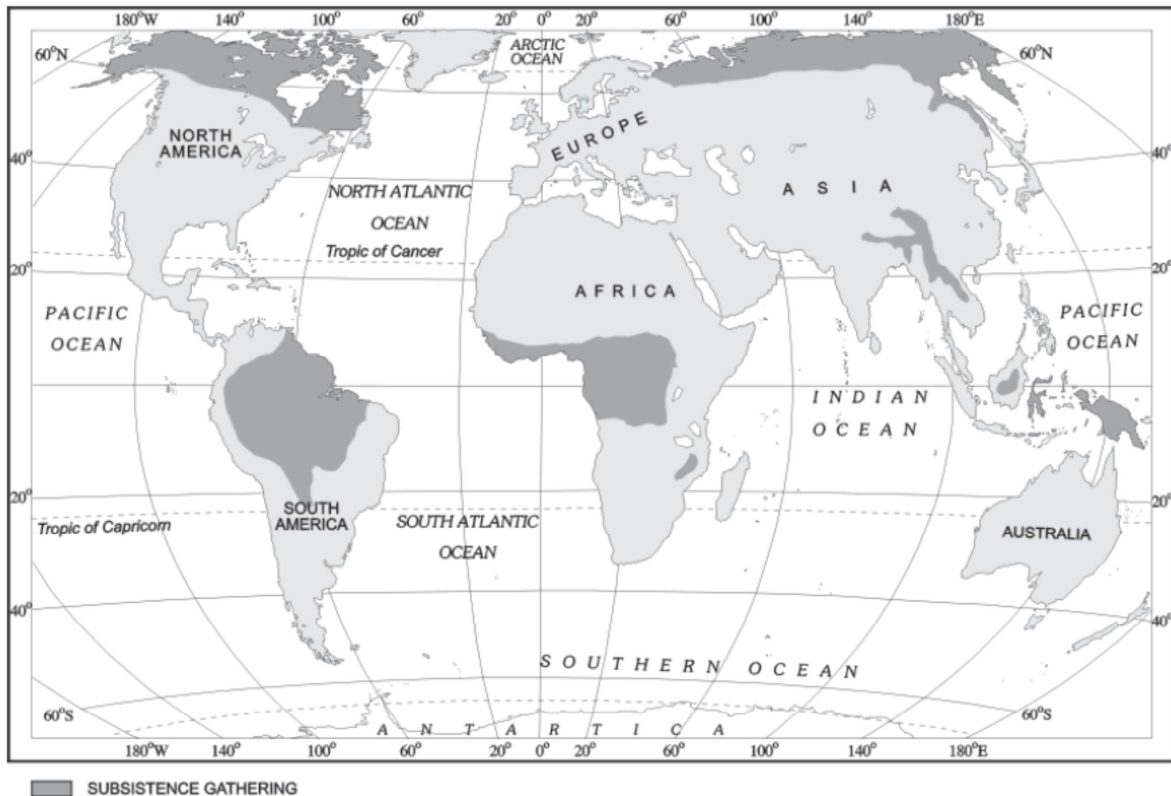 180°W 140° 100° 60° 20° 0° 20° 60° 100° 140° 180°E
60°N
ARCTIC
OCEAN
60°N
NORTH
AMERICA
EUROPE
40°
40°
ASIA
NORTH ATLANTIC
OCEAN
Tropic of Cancer
20°
20°
AFRICA
PACIFIC
OCEAN
PACIFIC
OCEAN
INDIAN
OCEAN
20°
20°
Tropic of Capricorn
SOUTH
AMERICA
SOUTH ATLANTIC
OCEAN
AUSTRALIA
40°
40°
SOUTHERN OCEAN
60°S
60°S
ANTARTICA
180°W 140° 100° 60° 20° 0° 20° 60° 100° 140° 180°E
SUBSISTENCE GATHERING